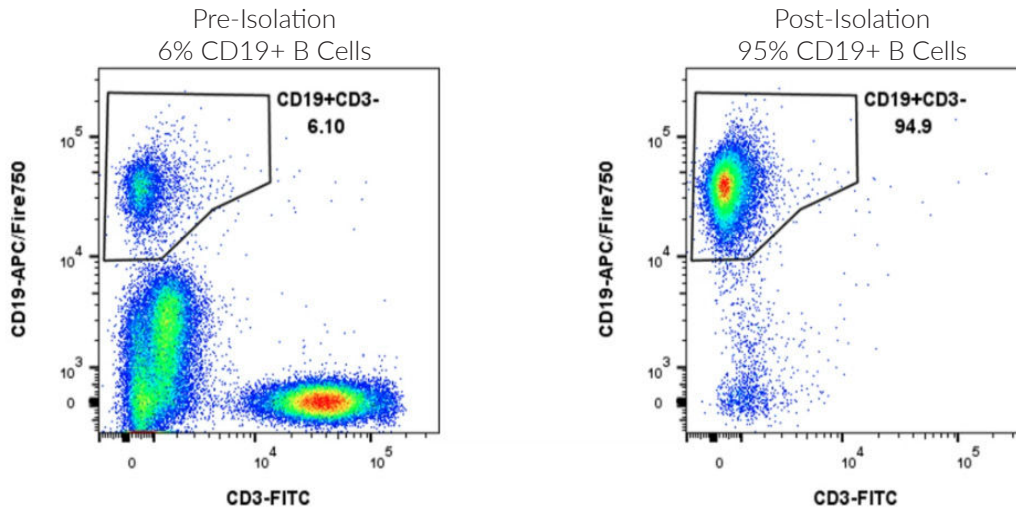 Pre-Isolation
6% CD19+ B Cells
CD19+CD3-
6.10
10^5
10^4
10^3
0
CD19-APC/Fire750
0
10^4
10^5
CD3-FITC
Post-Isolation
95% CD19+ B Cells
CD19+CD3-
94.9
10^5
10^4
10^3
0
CD19-APC/Fire750
0
10^4
10^5
CD3-FITC